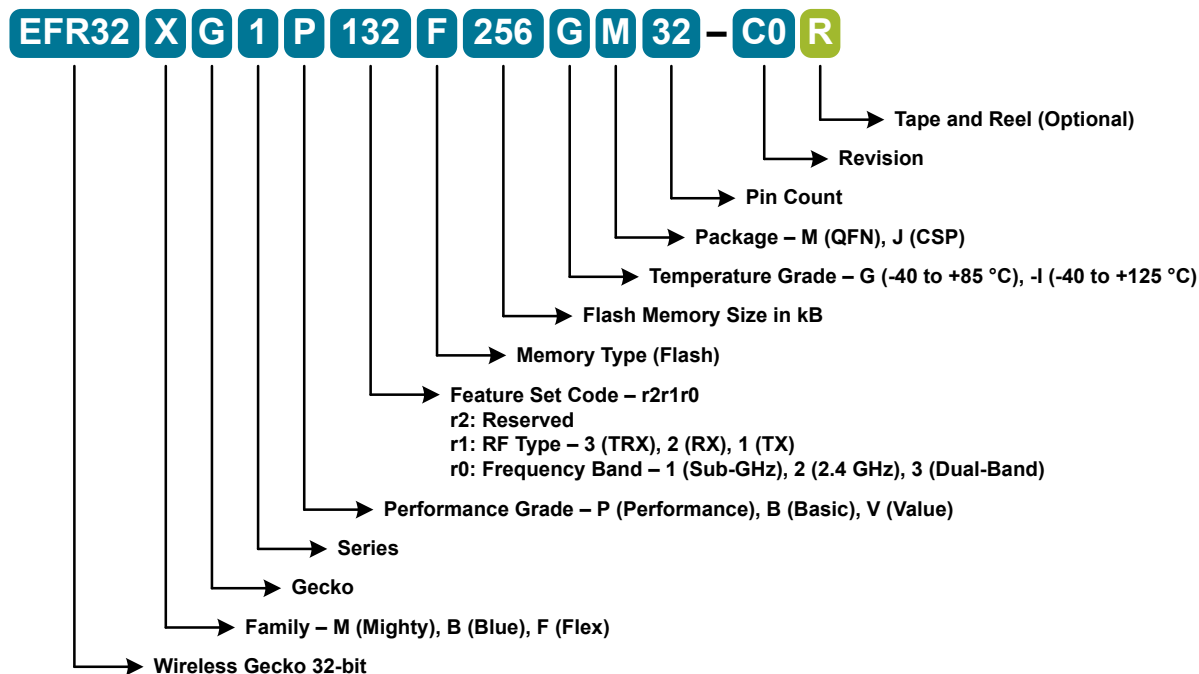 EFR32 X G 1 P 132 F 256 G M 32 – C0 R
Tape and Reel (Optional)
Revision
Pin Count
Package – M (QFN), J (CSP)
Temperature Grade – G (-40 to +85 °C), -I (-40 to +125 °C)
Flash Memory Size in kB
Memory Type (Flash)
Feature Set Code – r2r1r0
r2: Reserved
r1: RF Type – 3 (TRX), 2 (RX), 1 (TX)
r0: Frequency Band – 1 (Sub-GHz), 2 (2.4 GHz), 3 (Dual-Band)
Performance Grade – P (Performance), B (Basic), V (Value)
Series
Gecko
Family – M (Mighty), B (Blue), F (Flex)
Wireless Gecko 32-bit